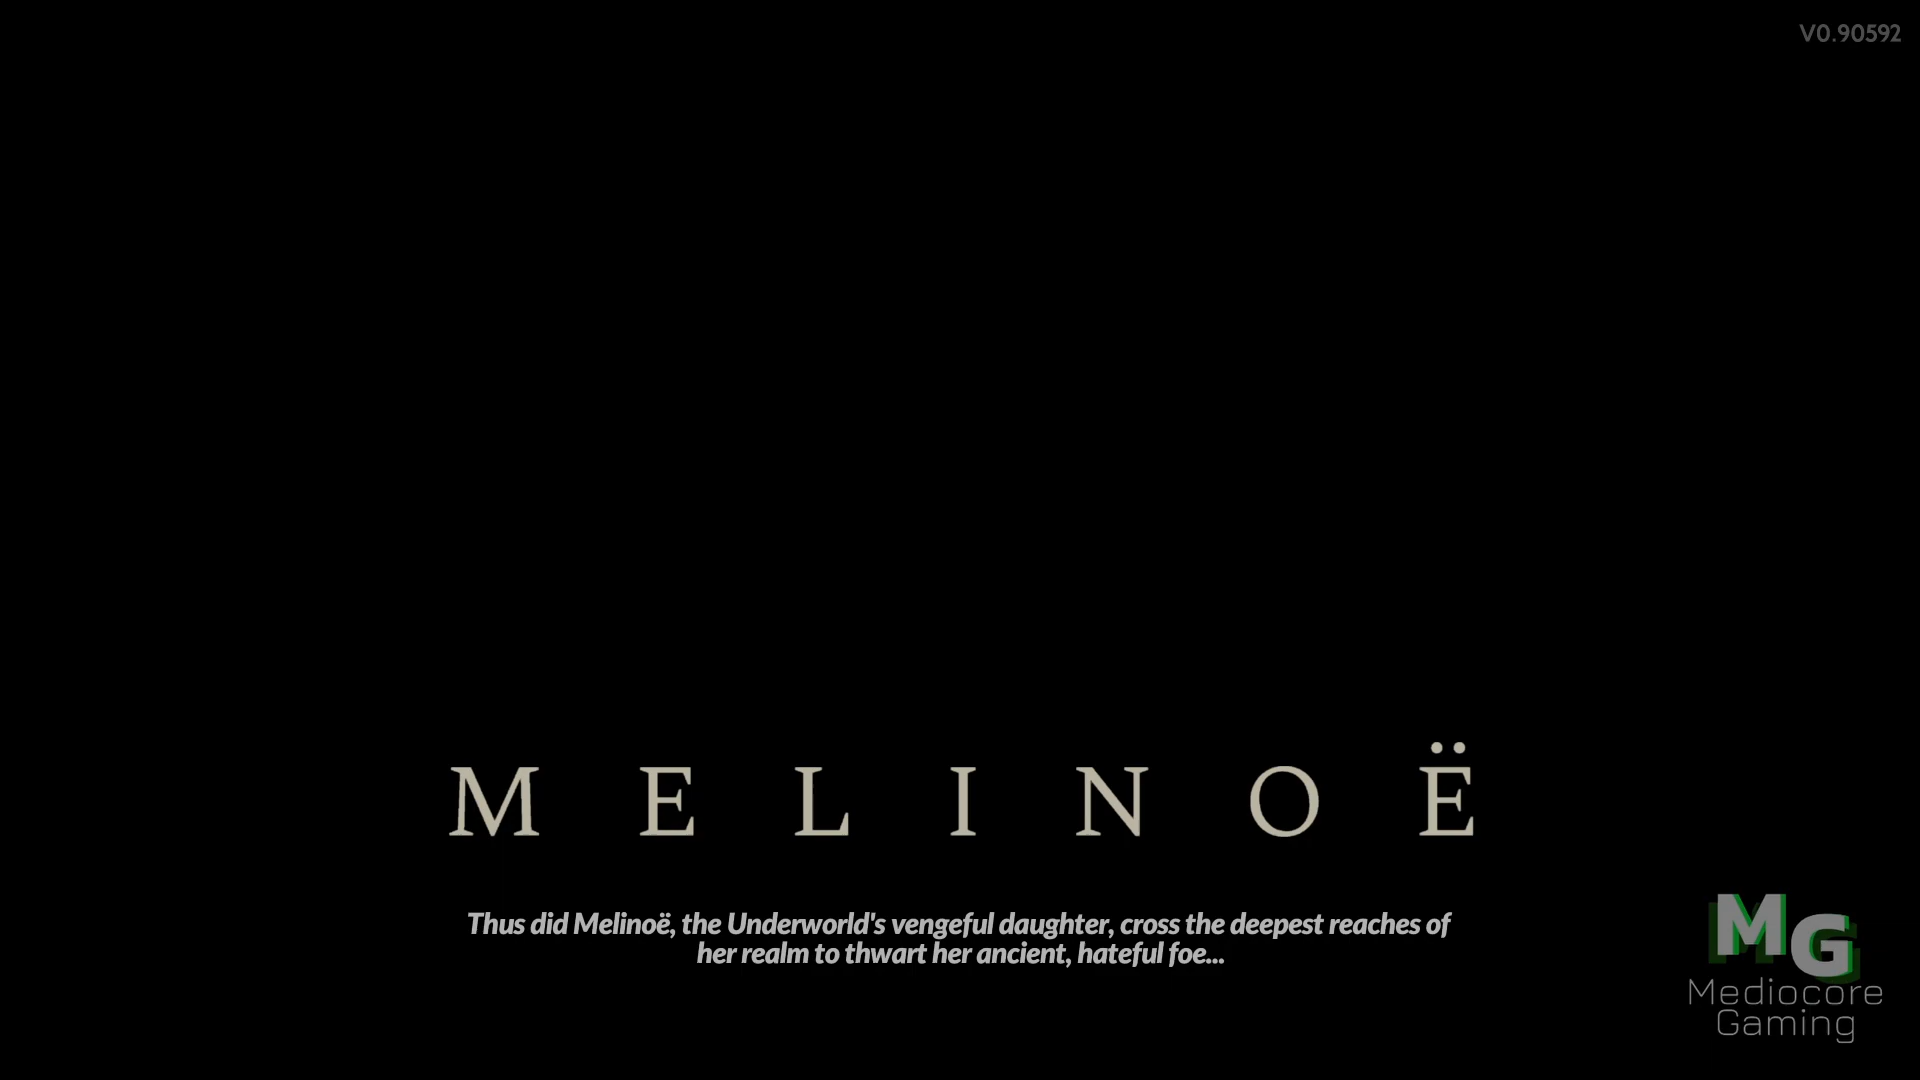 V0.90592
MELINOË
Thus did Melinoë, the Underworld's vengeful daughter, cross the deepest reaches of
her realm to thwart her ancient, hateful foe...
MG
Mediocore
Gaming